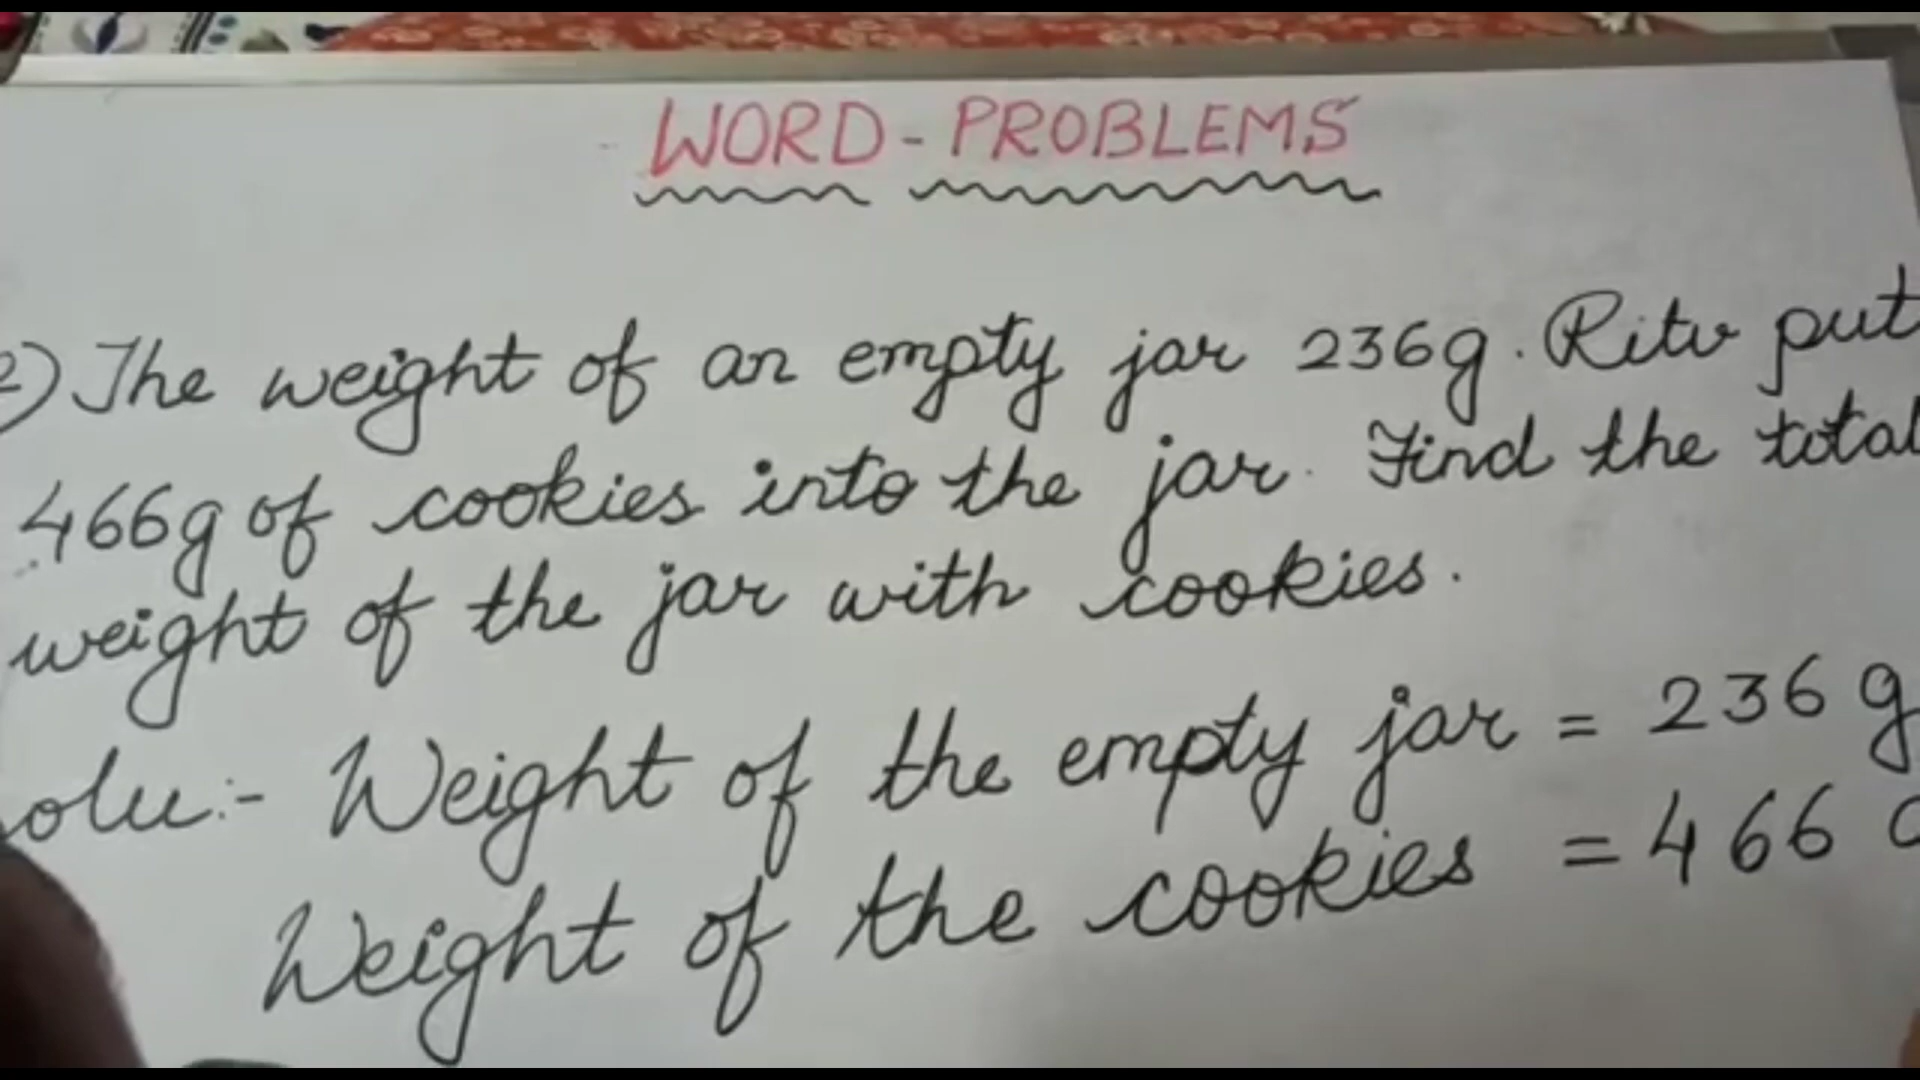 WORD-PROBLEMS
2) The weight of an empty jar 236g. Ritu put
466g of cookies into the jar. Find the total
weight of the jar with cookies.
olu:- Weight of the empty jar = 236 g
Weight of the cookies = 466 g